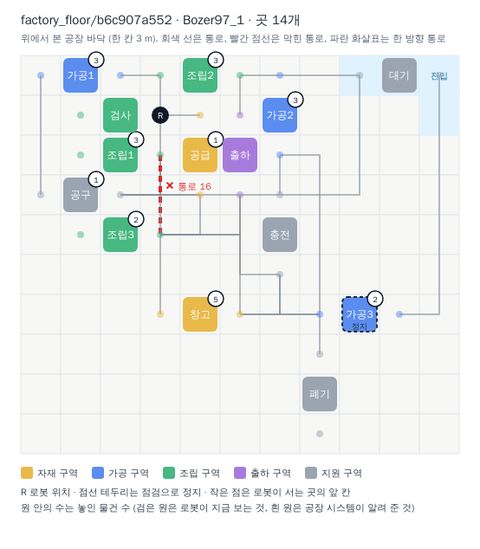 factory_floor/b6c907a552 · Bozer97_1 · 곳 14개
위에서 본 공장 바닥 (한 칸 3 m). 회색 선은 통로, 빨간 점선은 막힌 통로, 파란 화살표는 한 방향 통로
가공1 3
조립2 3
대기
진입
검사
R
가공2 3
조립1 3
공급 1
출하
공구 1
✖ 통로 16
조립3 2
충전
창고 5
가공3 2
정지
폐기
자재 구역 가공 구역 조립 구역 출하 구역 지원 구역
R 로봇 위치 · 점선 테두리는 점검으로 정지 · 작은 점은 로봇이 서는 곳의 앞 칸
원 안의 수는 놓인 물건 수 (검은 원은 로봇이 지금 보는 것, 흰 원은 공장 시스템이 알려 준 것)